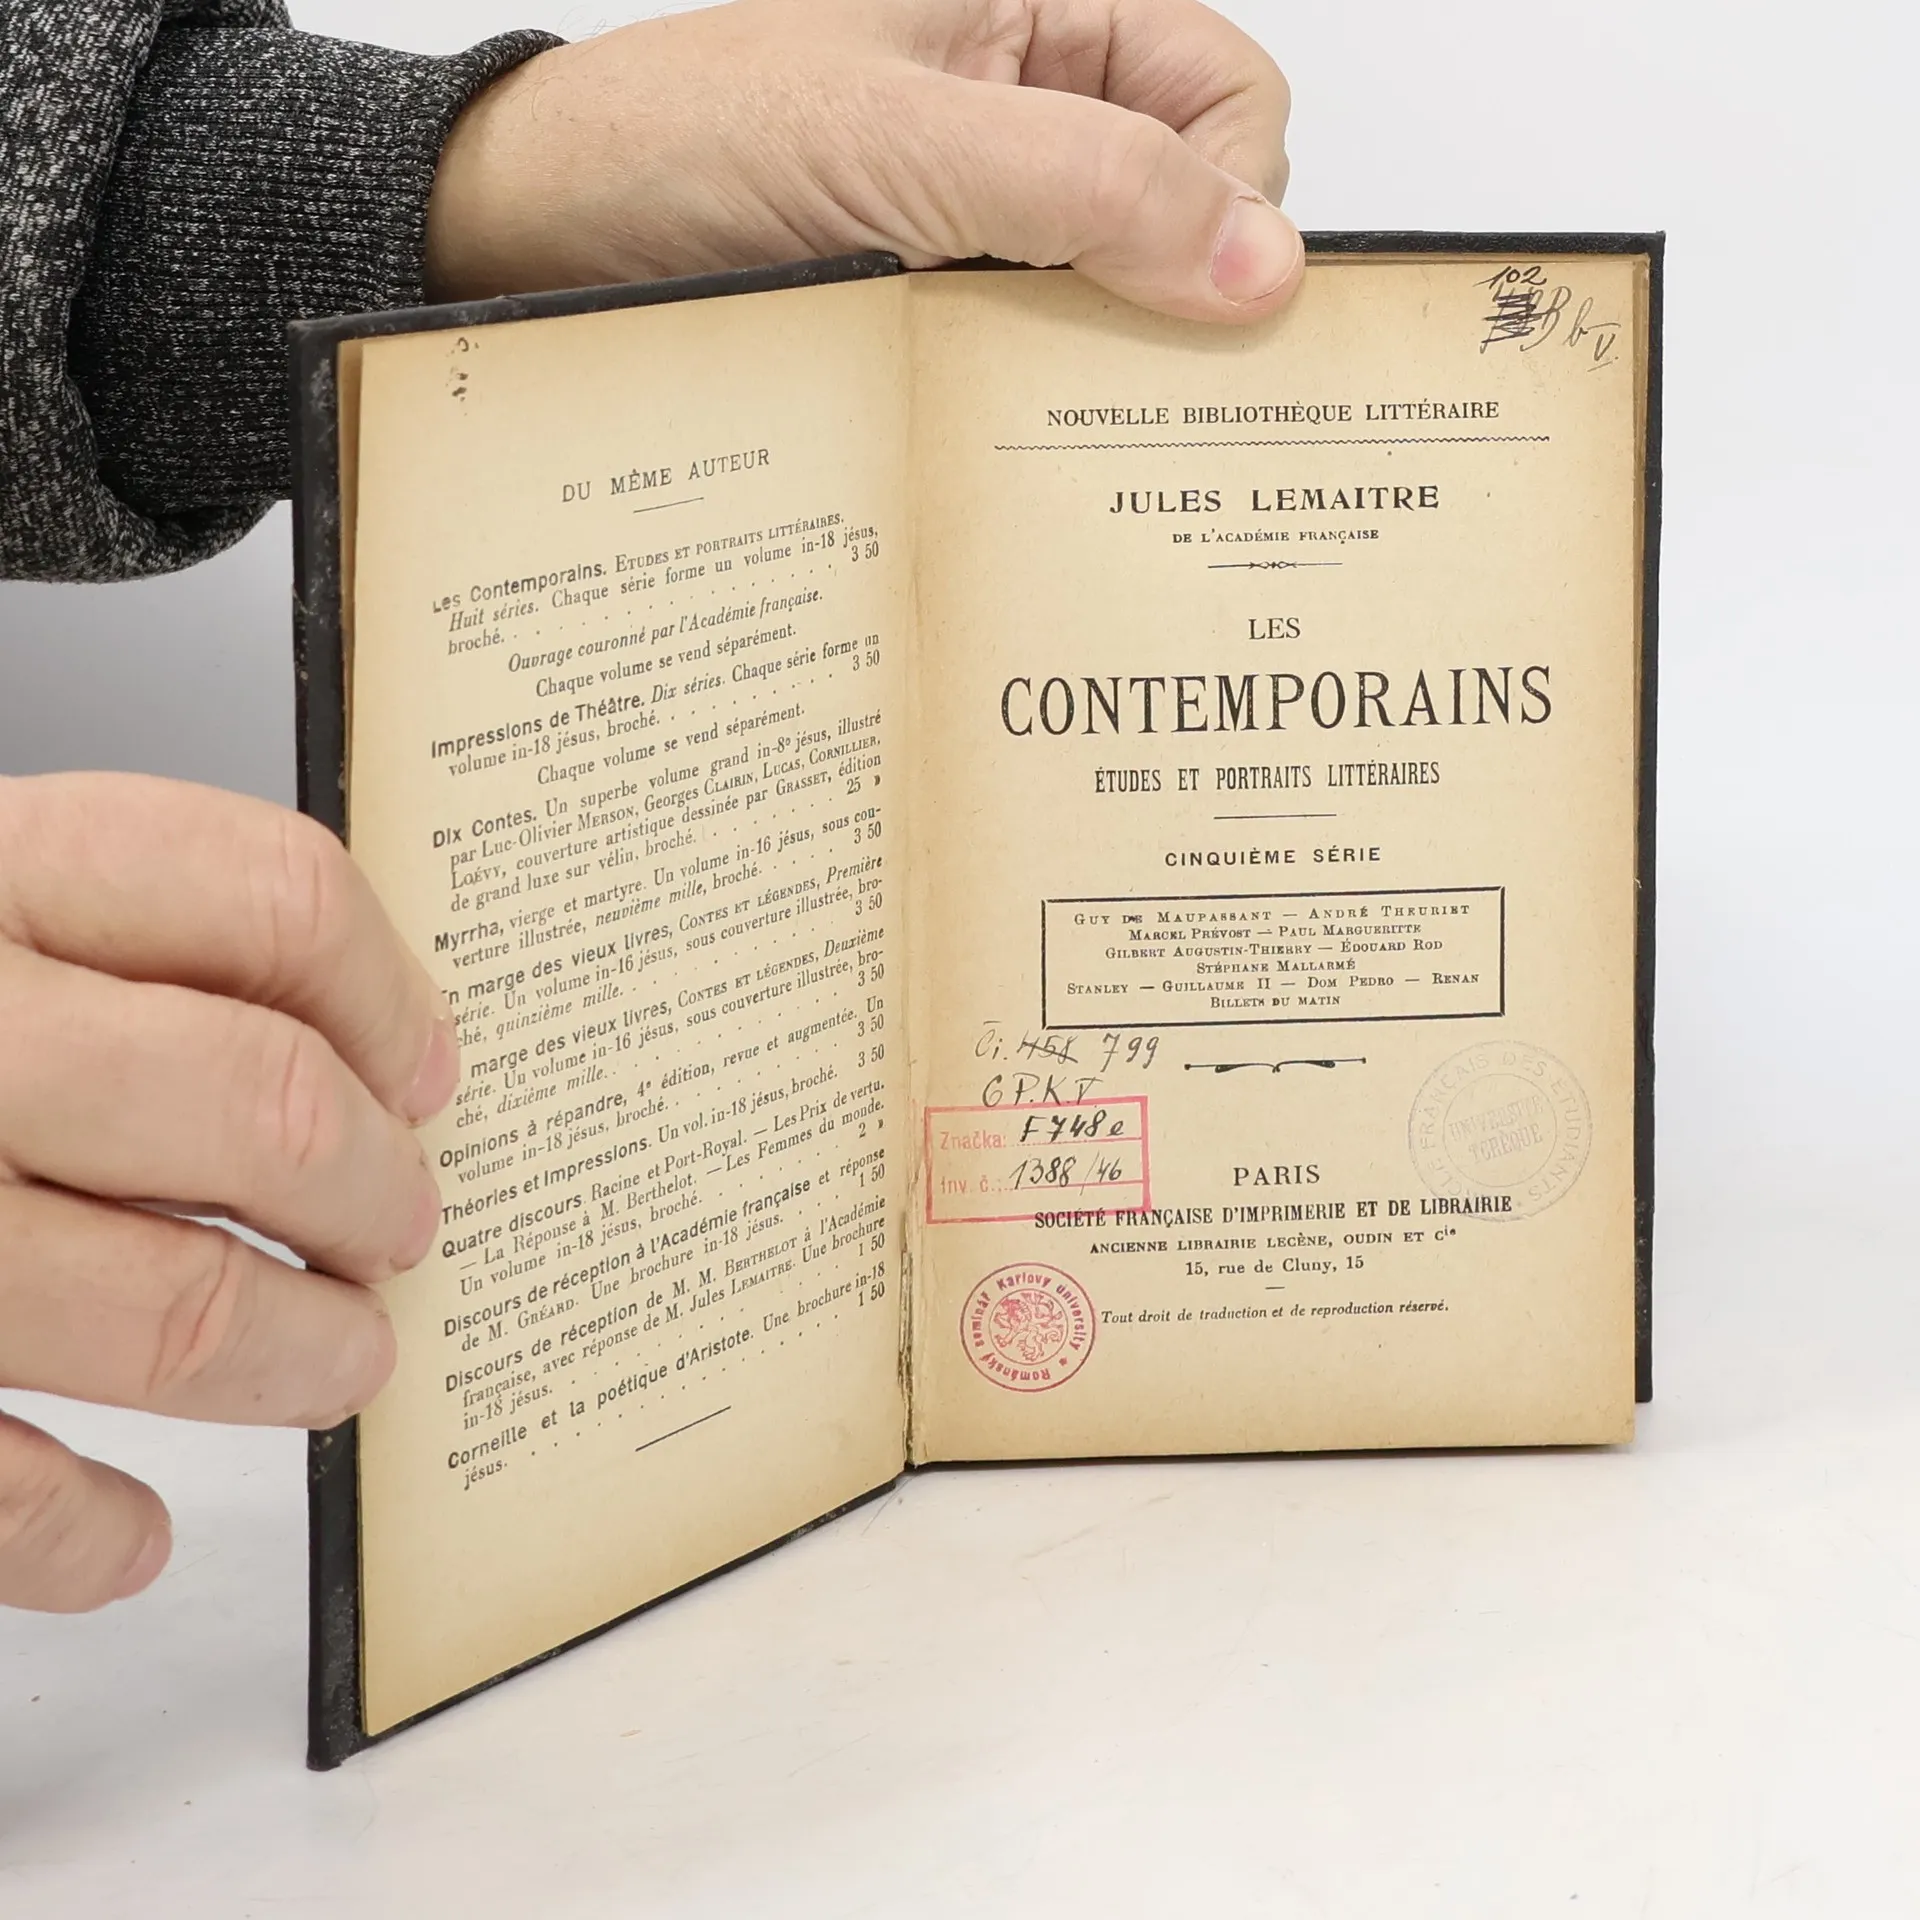 DU MÊME AUTEUR
Les Contemporains. ETUDES ET PORTRAITS LITTÉRAIRES.
Huit séries. Chaque série forme un volume in-18 jésus,
broché. . . . . . . . . . . . . 3 50
Ouvrage couronné par l'Académie française.
Chaque volume se vend séparément.
Impressions de Théâtre. Dix séries. Chaque série forme un
volume in-18 jésus, broché. . . . . . . . . 3 50
Chaque volume se vend séparément.
Dix Contes. Un superbe volume grand in-8º jésus, illustré
par Luc-Olivier MERSON, Georges CLAIRIN, LUCAS, CORNILLIER,
LOÉVY, couverture artistique dessinée par GRASSET, édition
de grand luxe sur vélin, broché. . . . . . . 25 »
Myrrha, vierge et martyre. Un volume in-16 jésus, sous cou-
verture illustrée, neuvième mille, broché. . . . . 3 50
En marge des vieux livres, CONTES ET LÉGENDES, Première
série. Un volume in-16 jésus, sous couverture illustrée, bro-
ché, quinzième mille. . . . . . . . . . 3 50
marge des vieux livres, CONTES ET LÉGENDES, Deuxième
série. Un volume in-16 jésus, sous couverture illustrée, bro-
ché, dixième mille. . . . . . . . . . 3 50
Opinions à répandre, 4e édition, revue et augmentée. Un
volume in-18 jésus, broché. . . . . . . . 3 50
Théories et Impressions. Un vol. in-18 jésus, broché. 3 50
Quatre discours. Racine et Port-Royal. — Les Prix de vertu.
— La Réponse à M. Berthelot. — Les Femmes du monde.
Un volume in-18 jésus, broché. . . . . . . 2 »
Discours de réception à l'Académie française et réponse
de M. GRÉARD. Une brochure in-18 jésus. . . . . 1 50
Discours de réception de M. M. BERTHELOT à l'Académie
française, avec réponse de M. Jules LEMAITRE. Une brochure
in-18 jésus. . . . . . . . . . . 1 50
Corneille et la poétique d'Aristote. Une brochure in-18
jésus. . . . . . . . . . . . 1 50
102
B b
V.
NOUVELLE BIBLIOTHÈQUE LITTÉRAIRE
JULES LEMAITRE
DE L'ACADÉMIE FRANÇAISE
LES
CONTEMPORAINS
ÉTUDES ET PORTRAITS LITTÉRAIRES
CINQUIÈME SÉRIE
GUY DE MAUPASSANT — ANDRÉ THEURIET
MARCEL PRÉVOST — PAUL MARGUERITTE
GILBERT AUGUSTIN-THIERRY — ÉDOUARD ROD
STÉPHANE MALLARMÉ
STANLEY — GUILLAUME II — DOM PEDRO — RENAN
BILLETS DU MATIN
Či. 458 799
6 P.K.V
Značka: F 748 e
Inv. č.: 1388/46
CERCLE FRANÇAIS DES ÉTUDIANTS
UNIVERSITÉ
TCHÈQUE
PARIS
SOCIÉTÉ FRANÇAISE D'IMPRIMERIE ET DE LIBRAIRIE
ANCIENNE LIBRAIRIE LECÈNE, OUDIN ET Cie
15, rue de Cluny, 15
Tout droit de traduction et de reproduction réservé.
Románský seminář Karlovy University